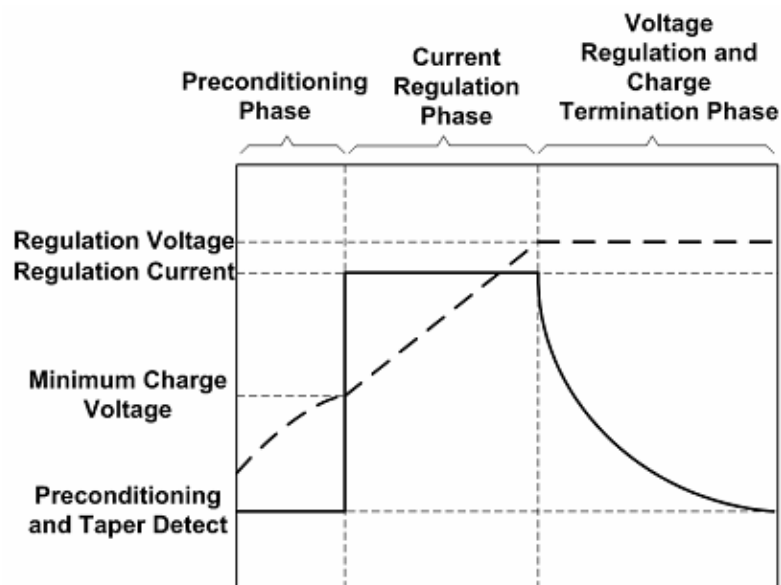 Preconditioning
Phase
Current
Regulation
Phase
Voltage
Regulation and
Charge
Termination Phase
Regulation Voltage
Regulation Current
Minimum Charge
Voltage
Preconditioning
and Taper Detect